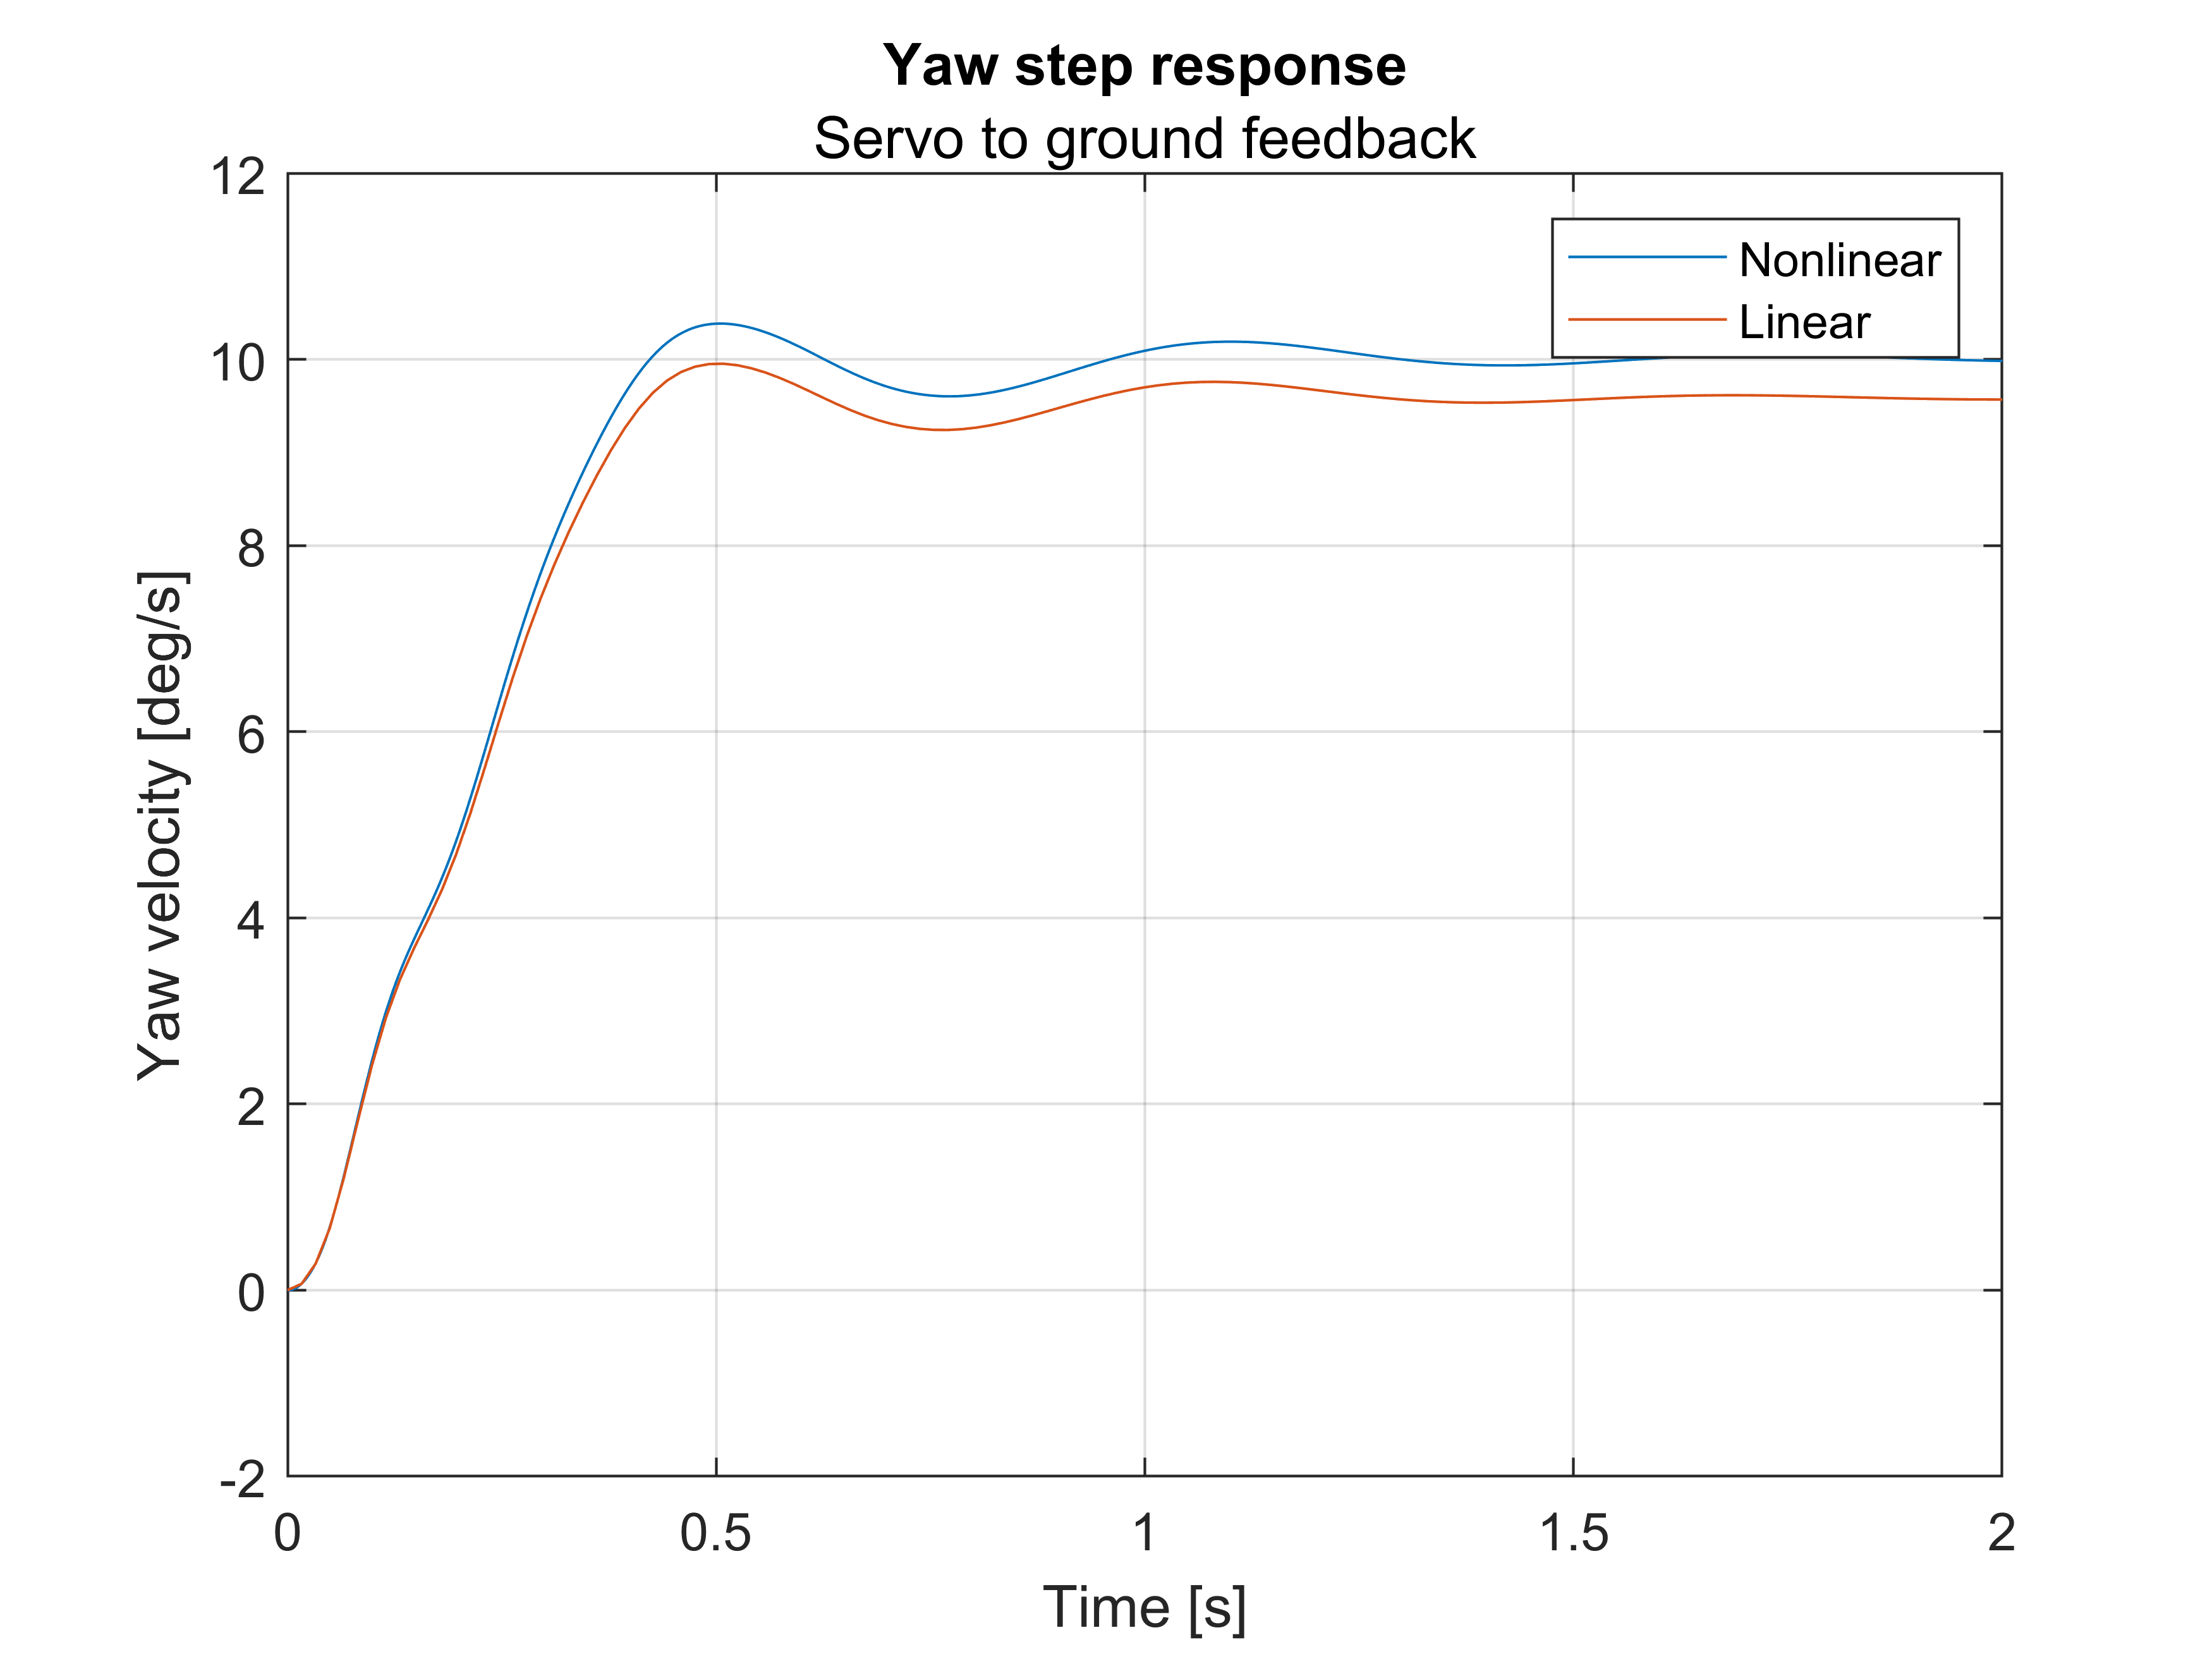 Yaw step response
Servo to ground feedback
12
10
8
6
4
2
0
-2
Yaw velocity [deg/s]
Nonlinear
Linear
0
0.5
1
1.5
2
Time [s]